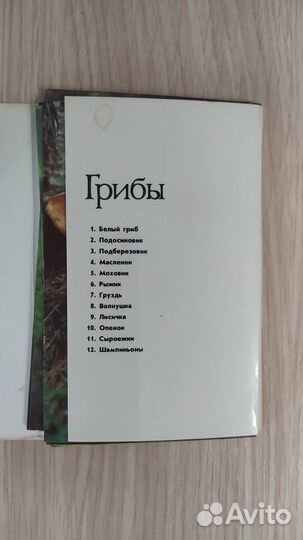 Грибы
1. Белый гриб
2. Подосиновик
3. Подберезовик
4. Масленок
5. Моховик
6. Рыжик
7. Груздь
8. Волнушка
9. Лисичка
10. Опенок
11. Сыроежки
12. Шампиньоны
Avito